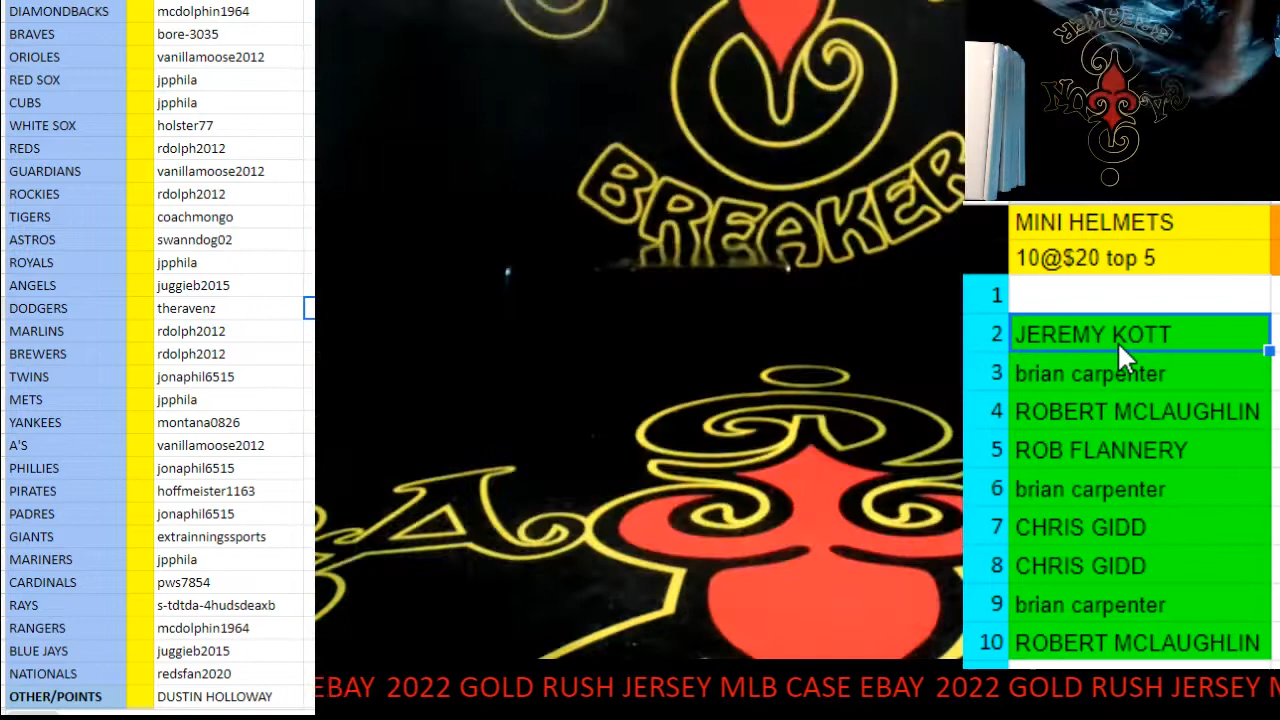 DIAMONDBACKS mcdolphin1964
BRAVES bore-3035
ORIOLES vanillamoose2012
RED SOX jpphila
CUBS jpphila
WHITE SOX holster77
REDS rdolph2012
GUARDIANS vanillamoose2012
ROCKIES rdolph2012
TIGERS coachmongo
ASTROS swanndog02
ROYALS jpphila
ANGELS juggieb2015
DODGERS theravenz
MARLINS rdolph2012
BREWERS rdolph2012
TWINS jonaphil6515
METS jpphila
YANKEES montana0826
A'S vanillamoose2012
PHILLIES jonaphil6515
PIRATES hoffmeister1163
PADRES jonaphil6515
GIANTS extrainningssports
MARINERS jpphila
CARDINALS pws7854
RAYS s-tdtda-4hudsdeaxb
RANGERS mcdolphin1964
BLUE JAYS juggieb2015
NATIONALS redsfan2020
OTHER/POINTS DUSTIN HOLLOWAY
BREAKER
MINI HELMETS
10@$20 top 5
1
2 JEREMY KOTT
3 brian carpenter
4 ROBERT MCLAUGHLIN
5 ROB FLANNERY
6 brian carpenter
7 CHRIS GIDD
8 CHRIS GIDD
9 brian carpenter
10 ROBERT MCLAUGHLIN
EBAY 2022 GOLD RUSH JERSEY MLB CASE EBAY 2022 GOLD RUSH JERSEY M